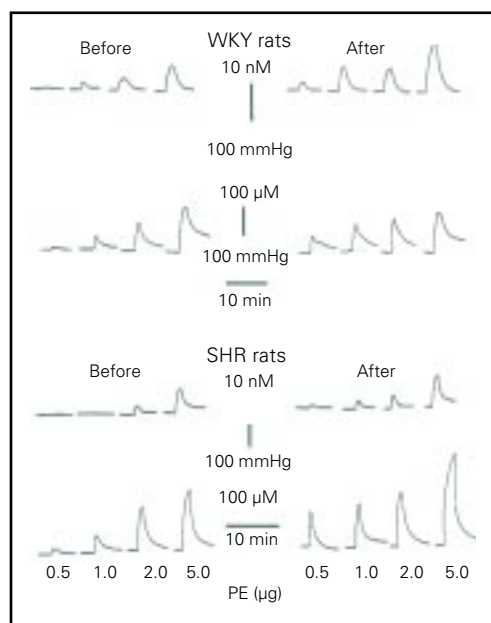 WKY rats
Before After
10 nM
100 mmHg
100 µM
100 mmHg
10 min
SHR rats
Before After
10 nM
100 mmHg
100 µM
10 min
0.5 1.0 2.0 5.0 0.5 1.0 2.0 5.0
PE (µg)